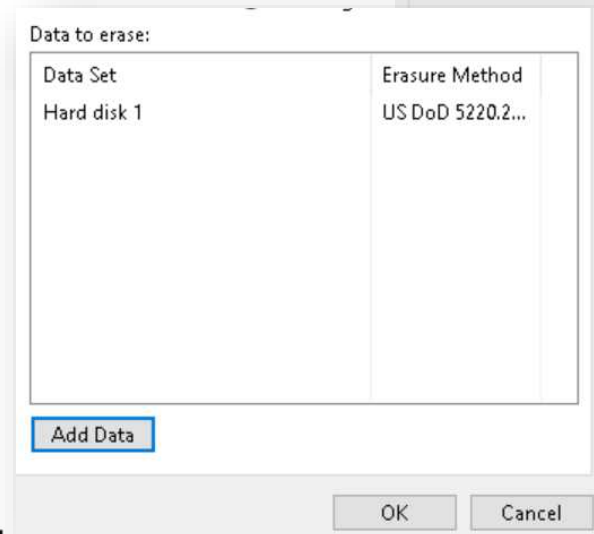 Data to erase:
Data Set Erasure Method
Hard disk 1 US DoD 5220.2...
Add Data
OK Cancel